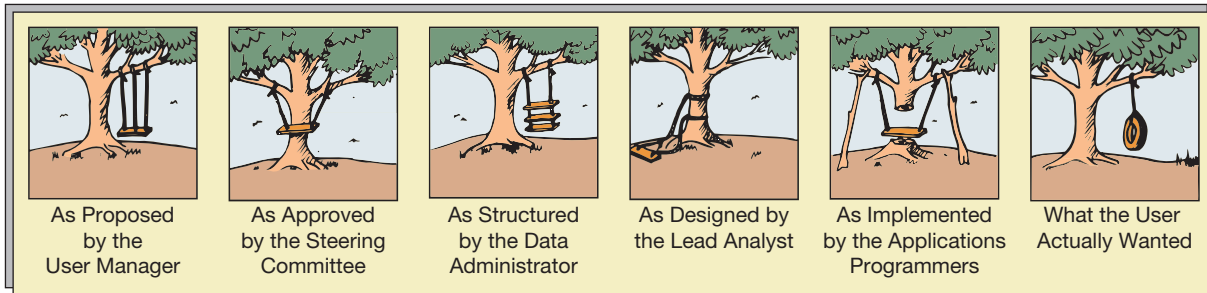 As Proposed
by the
User Manager
As Approved
by the Steering
Committee
As Structured
by the Data
Administrator
As Designed by
the Lead Analyst
As Implemented
by the Applications
Programmers
What the User
Actually Wanted